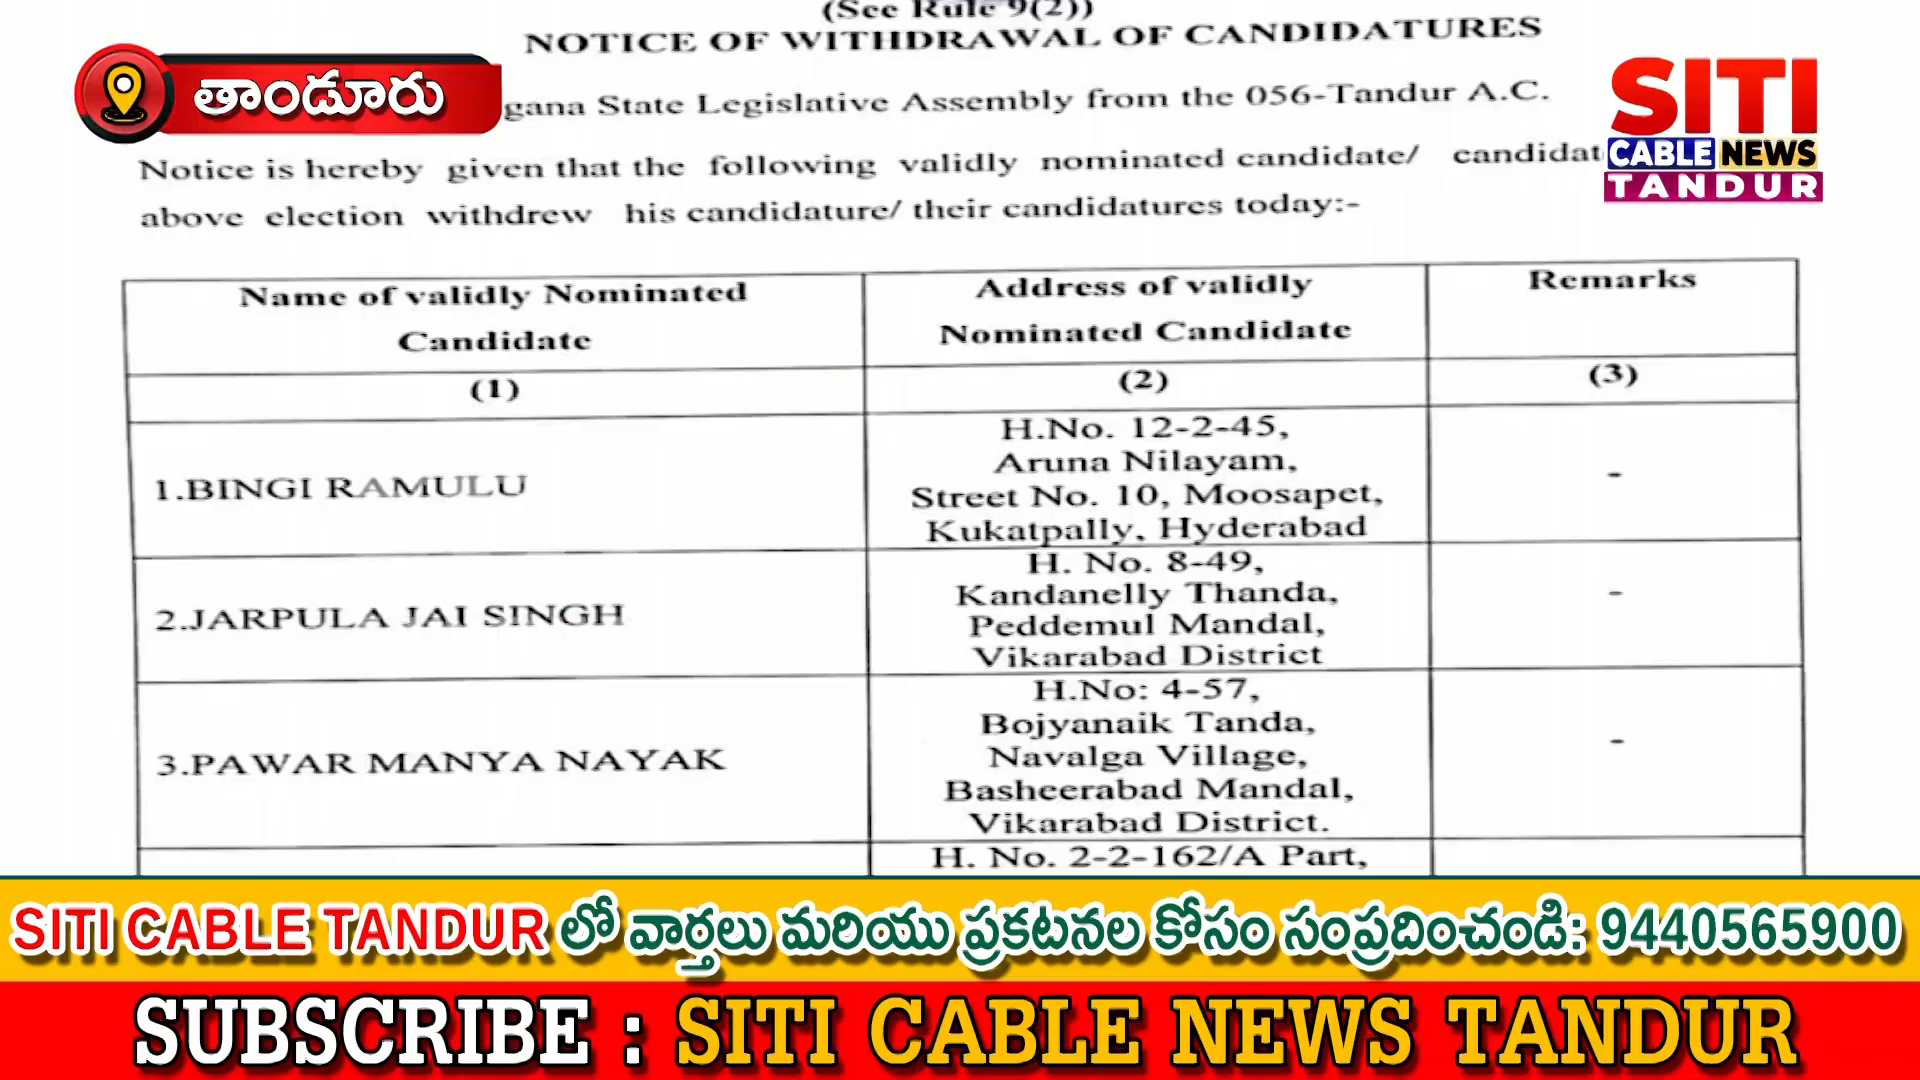 (See Rule 9(2))
NOTICE OF WITHDRAWAL OF CANDIDATURES
తాండూరు
gana State Legislative Assembly from the 056-Tandur A.C.
SITI
CABLE NEWS
TANDUR
Notice is hereby given that the following validly nominated candidate/ candidat
above election withdrew his candidature/ their candidatures today:-
Name of validly Nominated Candidate
Address of validly Nominated Candidate
Remarks
(1)
(2)
(3)
1.BINGI RAMULU
H.No. 12-2-45,
Aruna Nilayam,
Street No. 10, Moosapet,
Kukatpally, Hyderabad
-
2.JARPULA JAI SINGH
H. No. 8-49,
Kandanelly Thanda,
Peddemul Mandal,
Vikarabad District
-
3.PAWAR MANYA NAYAK
H.No: 4-57,
Bojyanaik Tanda,
Navalga Village,
Basheerabad Mandal,
Vikarabad District.
-
H. No. 2-2-162/A Part,
SITI CABLE TANDUR లో వార్తలు మరియు ప్రకటనల కోసం సంప్రదించండి: 9440565900
SUBSCRIBE : SITI CABLE NEWS TANDUR